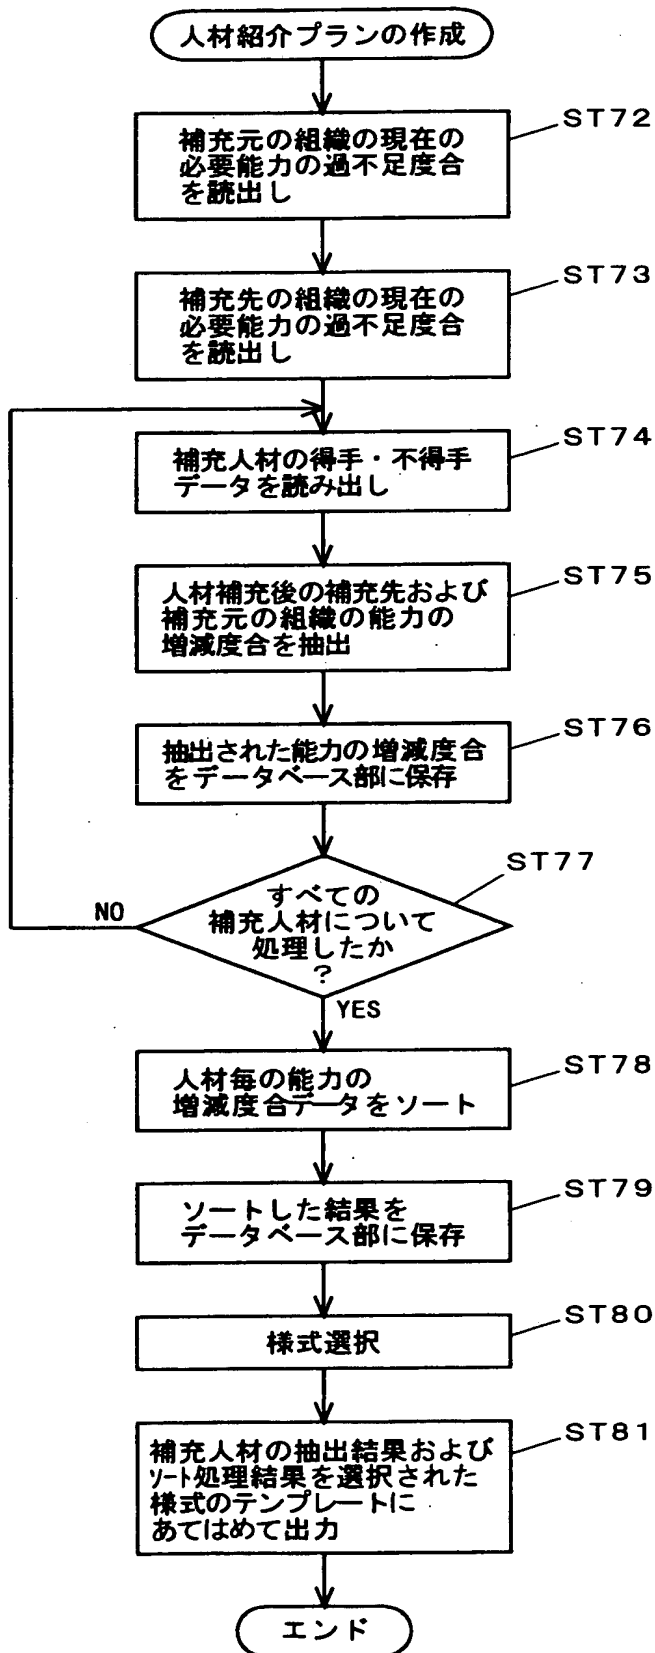 人材紹介プランの作成
ST72
補充元の組織の現在の
必要能力の過不足度合
を読出し
ST73
補充先の組織の現在の
必要能力の過不足度合
を読出し
ST74
補充人材の得手・不得手
データを読み出し
ST75
人材補充後の補充先および
補充元の組織の能力の
増減度合を抽出
ST76
抽出された能力の増減度合
をデータベース部に保存
ST77
すべての
補充人材について
処理したか
?
NO
YES
ST78
人材毎の能力の
増減度合データをソート
ST79
ソートした結果を
データベース部に保存
ST80
様式選択
ST81
補充人材の抽出結果および
ソート処理結果を選択された
様式のテンプレートに
あてはめて出力
エンド